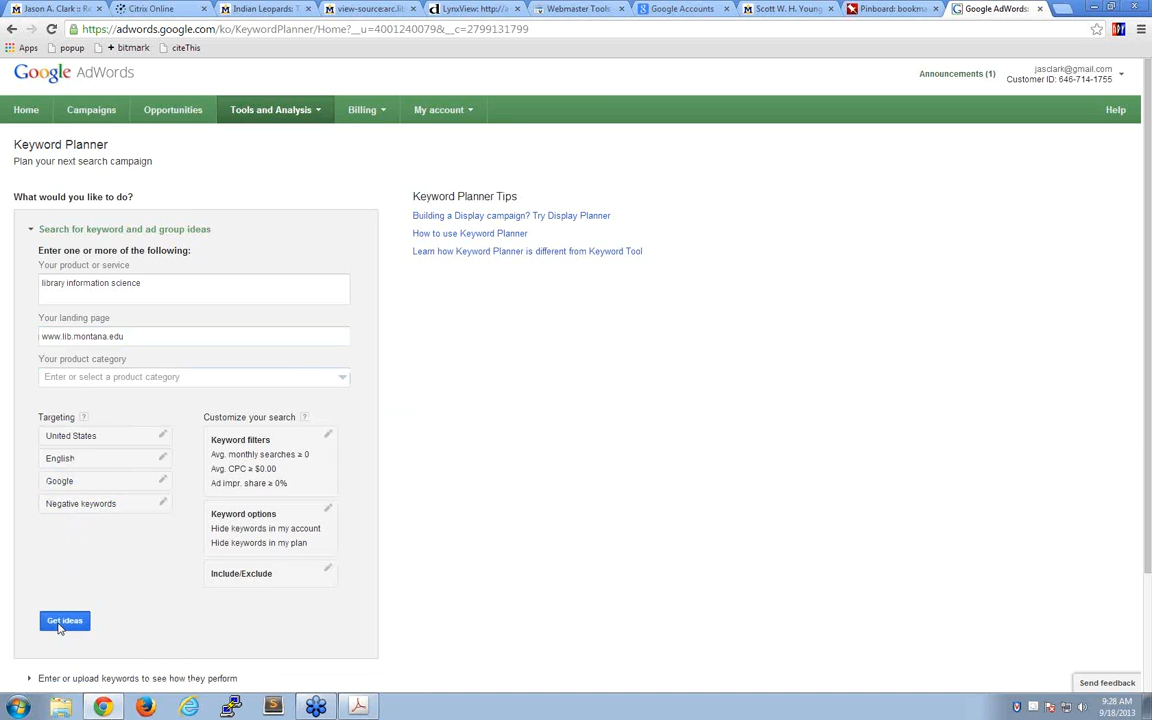 Jason A. Clark :: Re
Citrix Online
Indian Leopards: T
view-source:arc.lit
LynxView: http://a
Webmaster Tools
Google Accounts
Scott W. H. Young
Pinboard: bookma
Google AdWords:
https://adwords.google.com/ko/KeywordPlanner/Home?__u=4001240079&__c=2799131799
Apps
popup
+ bitmark
citeThis
Google AdWords
Announcements (1)
jasclark@gmail.com
Customer ID: 646-714-1755
Home
Campaigns
Opportunities
Tools and Analysis
Billing
My account
Help
Keyword Planner
Plan your next search campaign
What would you like to do?
Search for keyword and ad group ideas
Enter one or more of the following:
Your product or service
library information science
Your landing page
www.lib.montana.edu
Your product category
Enter or select a product category
Targeting ?
United States
English
Google
Negative keywords
Customize your search ?
Keyword filters
Avg. monthly searches ≥ 0
Avg. CPC ≥ $0.00
Ad impr. share ≥ 0%
Keyword options
Hide keywords in my account
Hide keywords in my plan
Include/Exclude
Get ideas
Enter or upload keywords to see how they perform
Keyword Planner Tips
Building a Display campaign? Try Display Planner
How to use Keyword Planner
Learn how Keyword Planner is different from Keyword Tool
Send feedback
9:28 AM
9/18/2013